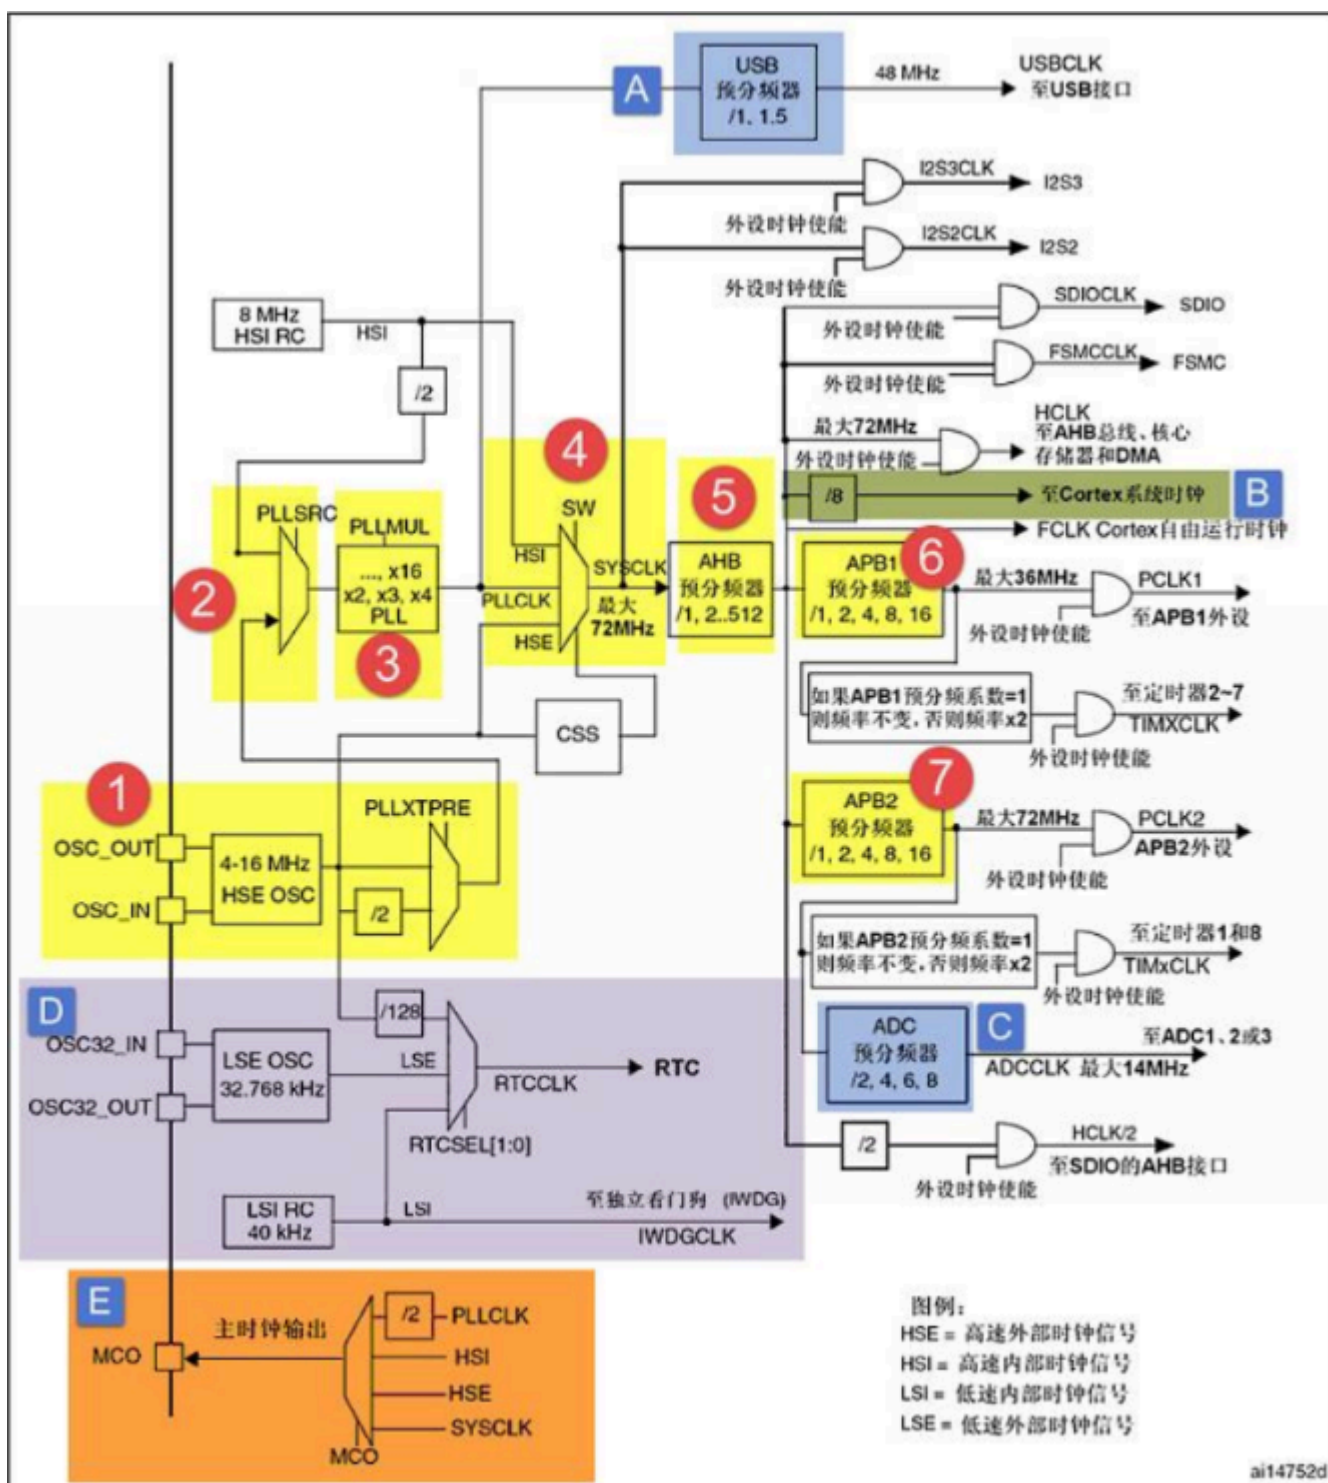 A
USB
预分频器
/1, 1.5
48 MHz
USBCLK
至USB接口
I2S3CLK
I2S3
外设时钟使能
I2S2CLK
I2S2
外设时钟使能
SDIOCLK
SDIO
外设时钟使能
FSMCCLK
FSMC
外设时钟使能
8 MHz
HSI RC
HSI
/2
最大72MHz
HCLK
至AHB总线、核心
存储器和DMA
外设时钟使能
/8
至Cortex系统时钟
B
FCLK Cortex自由运行时钟
2
PLLSRC
PLLMUL
..., x16
x2, x3, x4
PLL
3
4
SW
HSI
PLLCLK
HSE
SYSCLK
最大
72MHz
5
AHB
预分频器
/1, 2..512
6
APB1
预分频器
/1, 2, 4, 8, 16
最大36MHz
PCLK1
至APB1外设
外设时钟使能
CSS
如果APB1预分频系数=1
则频率不变，否则频率x2
至定时器2~7
TIMXCLK
外设时钟使能
1
OSC_OUT
OSC_IN
4-16 MHz
HSE OSC
PLLXTPRE
/2
7
APB2
预分频器
/1, 2, 4, 8, 16
最大72MHz
PCLK2
APB2外设
外设时钟使能
如果APB2预分频系数=1
则频率不变，否则频率x2
至定时器1和8
TIMxCLK
外设时钟使能
D
OSC32_IN
OSC32_OUT
LSE OSC
32.768 kHz
/128
LSE
RTCCLK
RTC
RTCSEL[1:0]
C
ADC
预分频器
/2, 4, 6, 8
至ADC1、2或3
ADCCLK 最大14MHz
/2
HCLK/2
至SDIO的AHB接口
外设时钟使能
LSI RC
40 kHz
LSI
至独立看门狗 (IWDG)
IWDGCLK
E
MCO
主时钟输出
/2
PLLCLK
HSI
HSE
SYSCLK
MCO
图例：
HSE = 高速外部时钟信号
HSI = 高速内部时钟信号
LSI = 低速内部时钟信号
LSE = 低速外部时钟信号
ai14752d